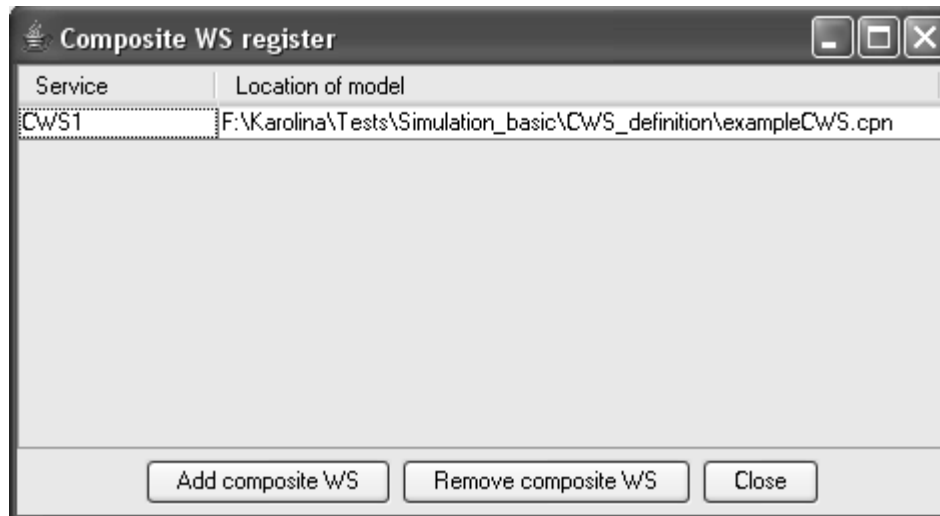 Composite WS register
Service Location of model
CWS1 F:\Karolina\Tests\Simulation_basic\CWS_definition\exampleCWS.cpn
Add composite WS Remove composite WS Close